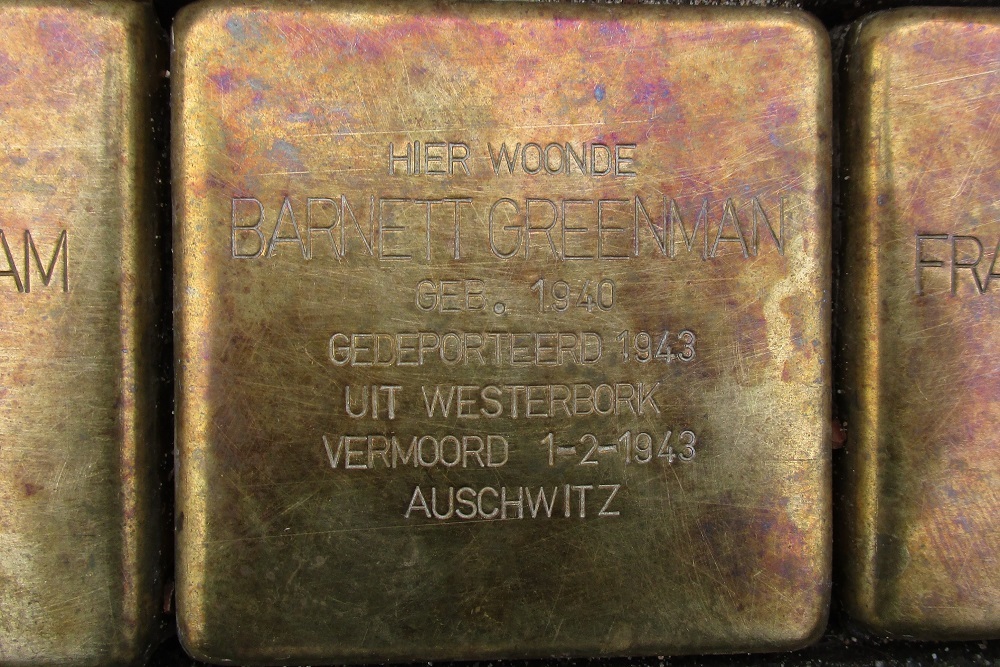 HIER WOONDE
BARNETT GREENMAN
GEB. 1940
GEDEPORTEERD 1943
UIT WESTERBORK
VERMOORD 1-2-1943
AUSCHWITZ
AM
FRA